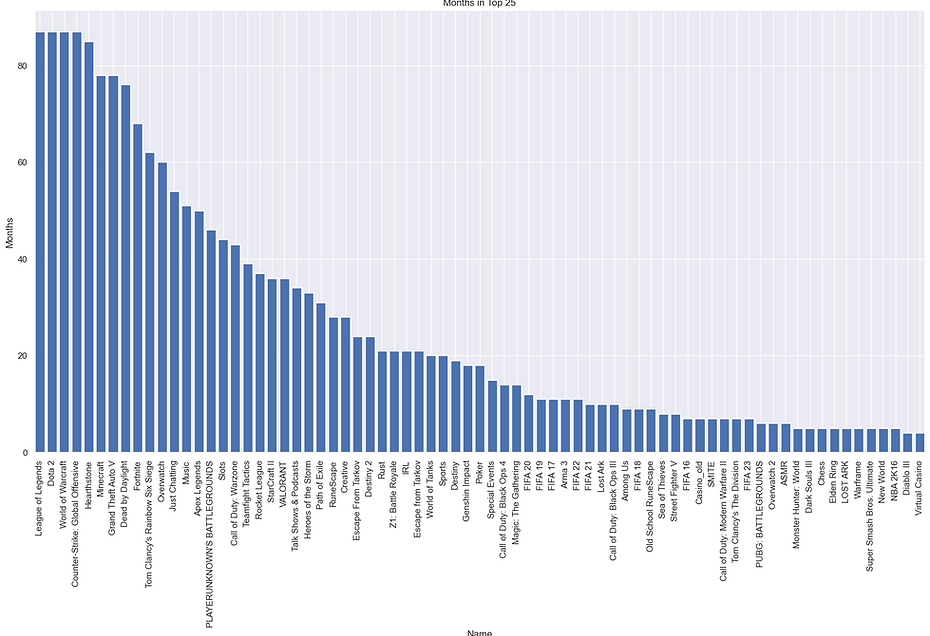 Months in Top 25
Months
80
60
40
20
0
League of Legends
Dota 2
World of Warcraft
Counter-Strike: Global Offensive
Hearthstone
Minecraft
Grand Theft Auto V
Dead by Daylight
Fortnite
Tom Clancy's Rainbow Six Siege
Overwatch
Just Chatting
Music
Apex Legends
PLAYERUNKNOWN'S BATTLEGROUNDS
Slots
Call of Duty: Warzone
Teamfight Tactics
Rocket League
StarCraft II
VALORANT
Talk Shows & Podcasts
Heroes of the Storm
Path of Exile
RuneScape
Creative
Escape From Tarkov
Destiny 2
Rust
Z1: Battle Royale
IRL
Escape from Tarkov
World of Tanks
Sports
Destiny
Genshin Impact
Poker
Special Events
Call of Duty: Black Ops 4
Magic: The Gathering
FIFA 20
FIFA 19
FIFA 17
Arma 3
FIFA 22
FIFA 21
Lost Ark
Call of Duty: Black Ops III
Among Us
FIFA 18
Old School RuneScape
Sea of Thieves
Street Fighter V
FIFA 16
Casino_old
SMITE
Call of Duty: Modern Warfare II
Tom Clancy's The Division
FIFA 23
PUBG: BATTLEGROUNDS
Overwatch 2
ASMR
Monster Hunter: World
Dark Souls III
Chess
Elden Ring
LOST ARK
Warframe
Super Smash Bros. Ultimate
New World
NBA 2K16
Diablo III
Virtual Casino
Name